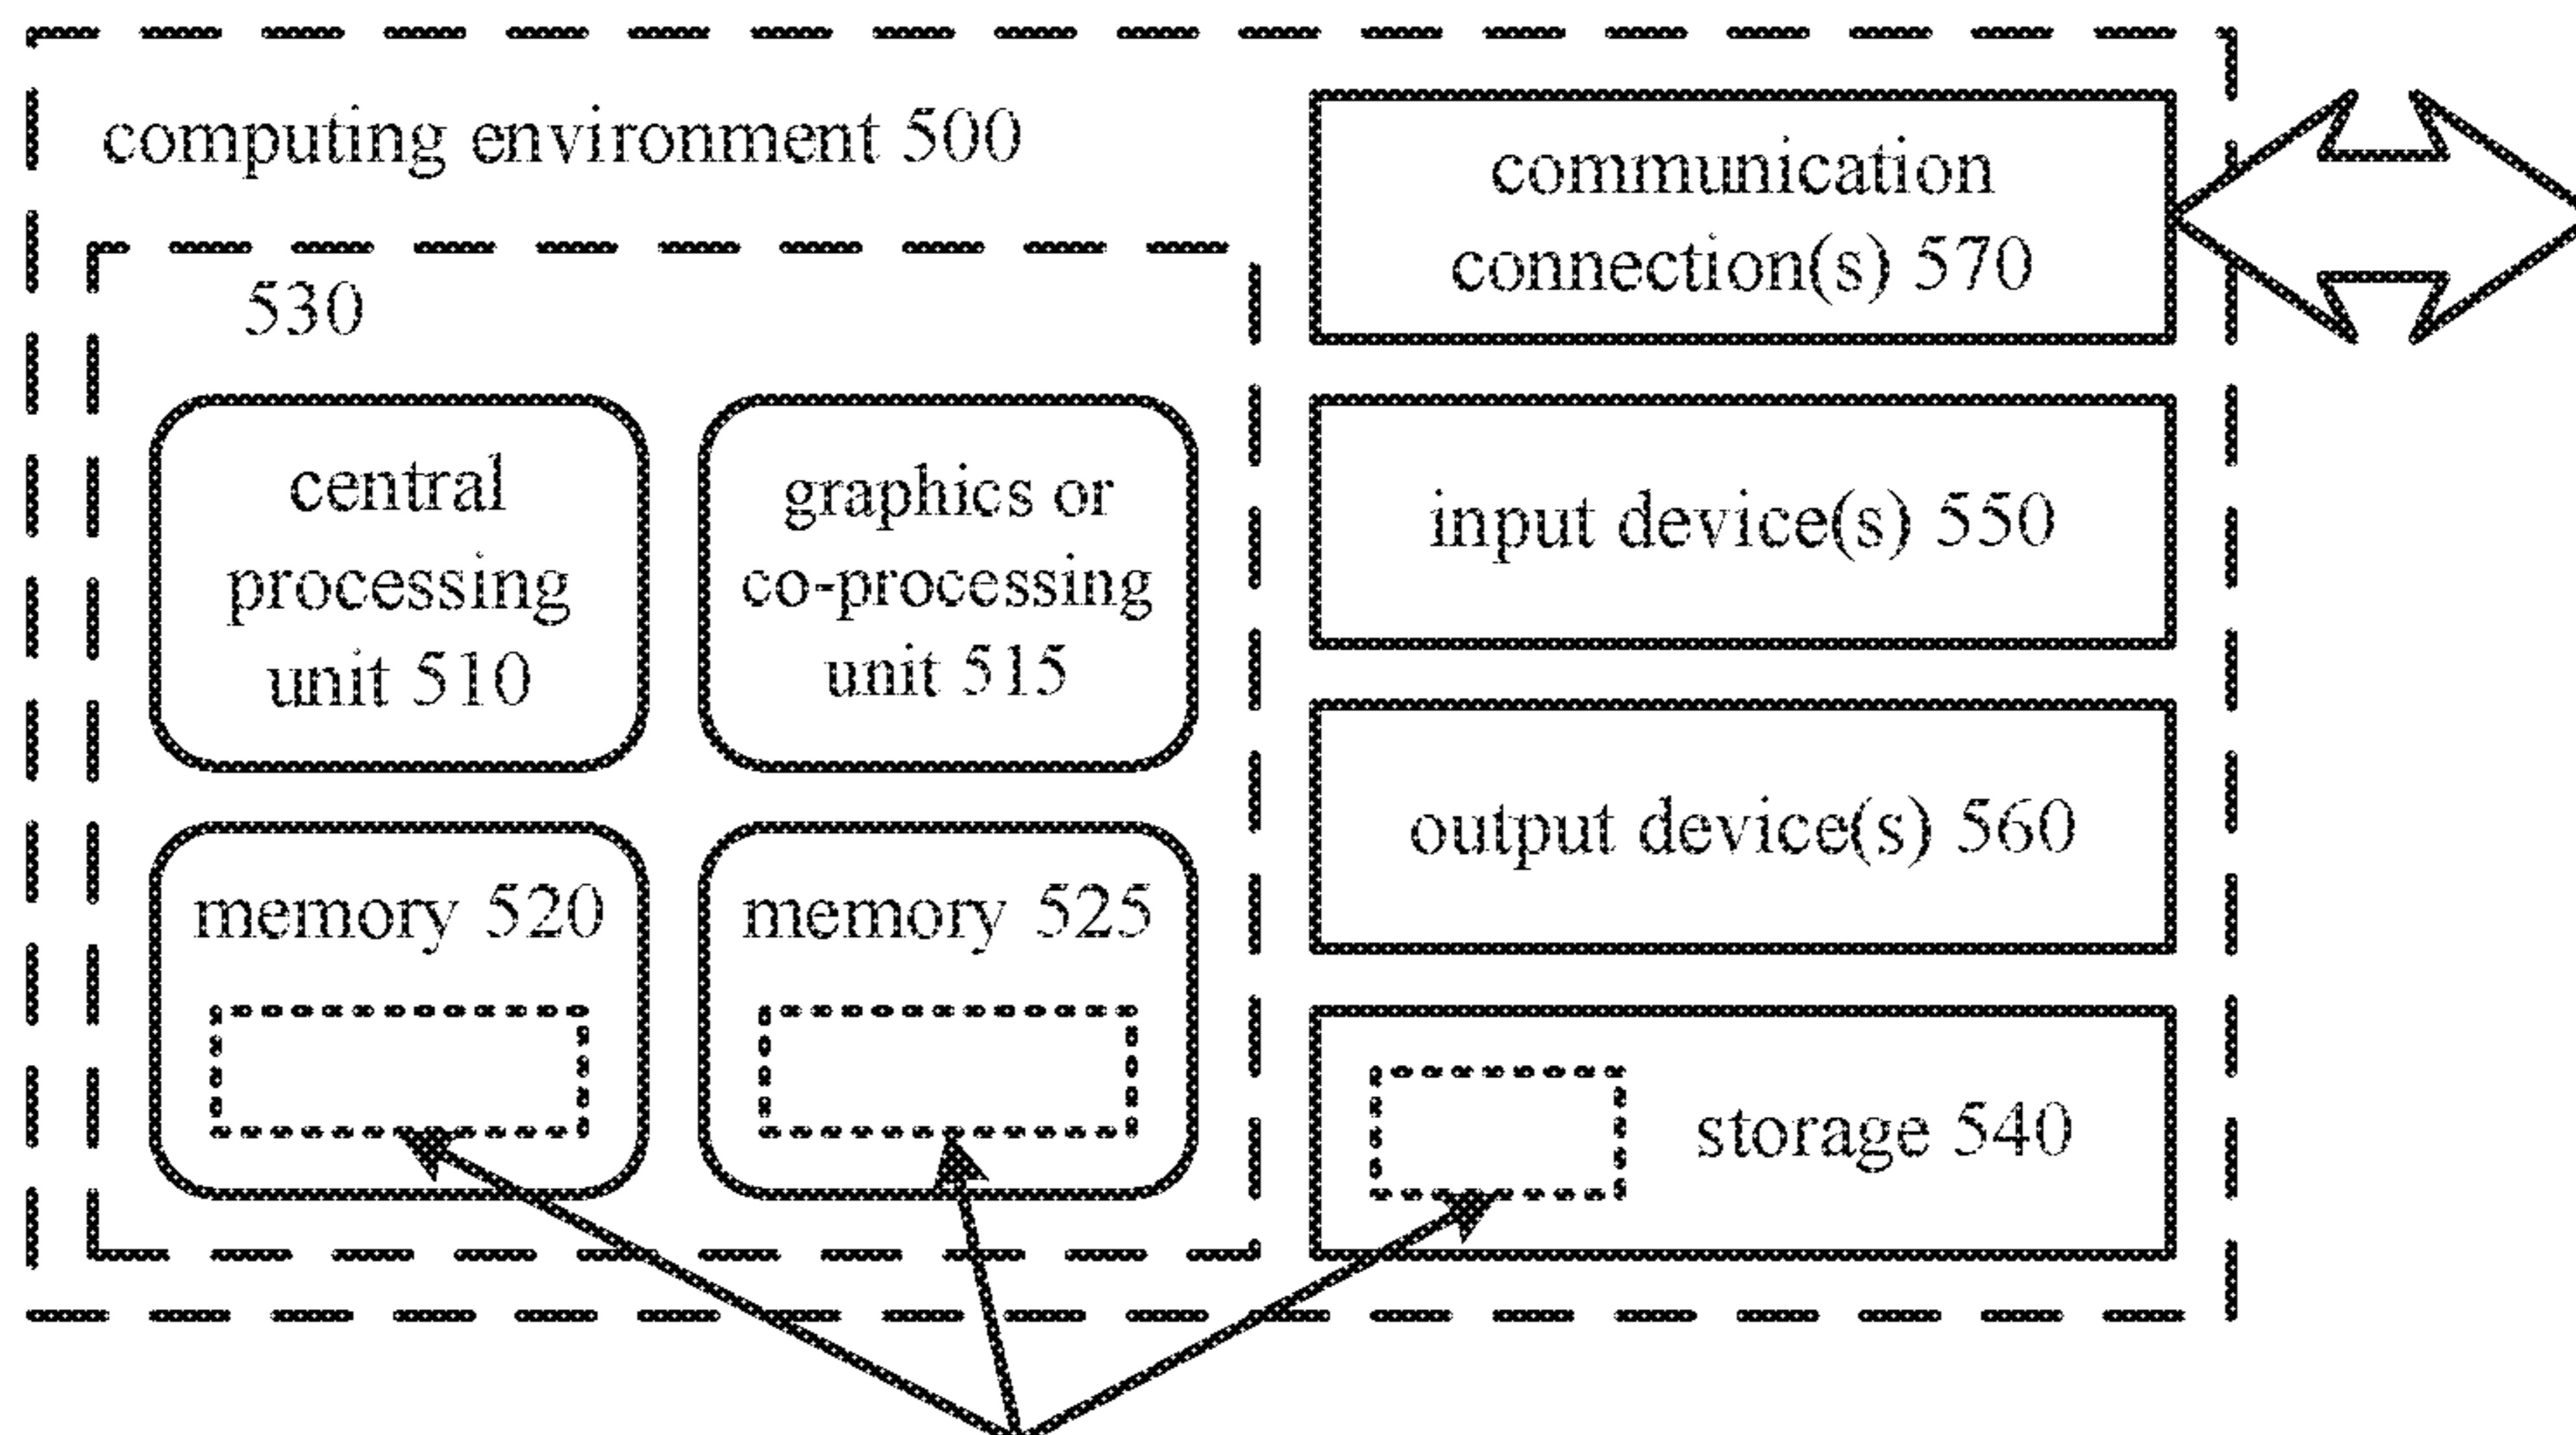 computing environment 500
communication
connection(s) 570
530
central
processing
unit 510
graphics or
co-processing
unit 515
input device(s) 550
output device(s) 560
memory 520
memory 525
storage 540